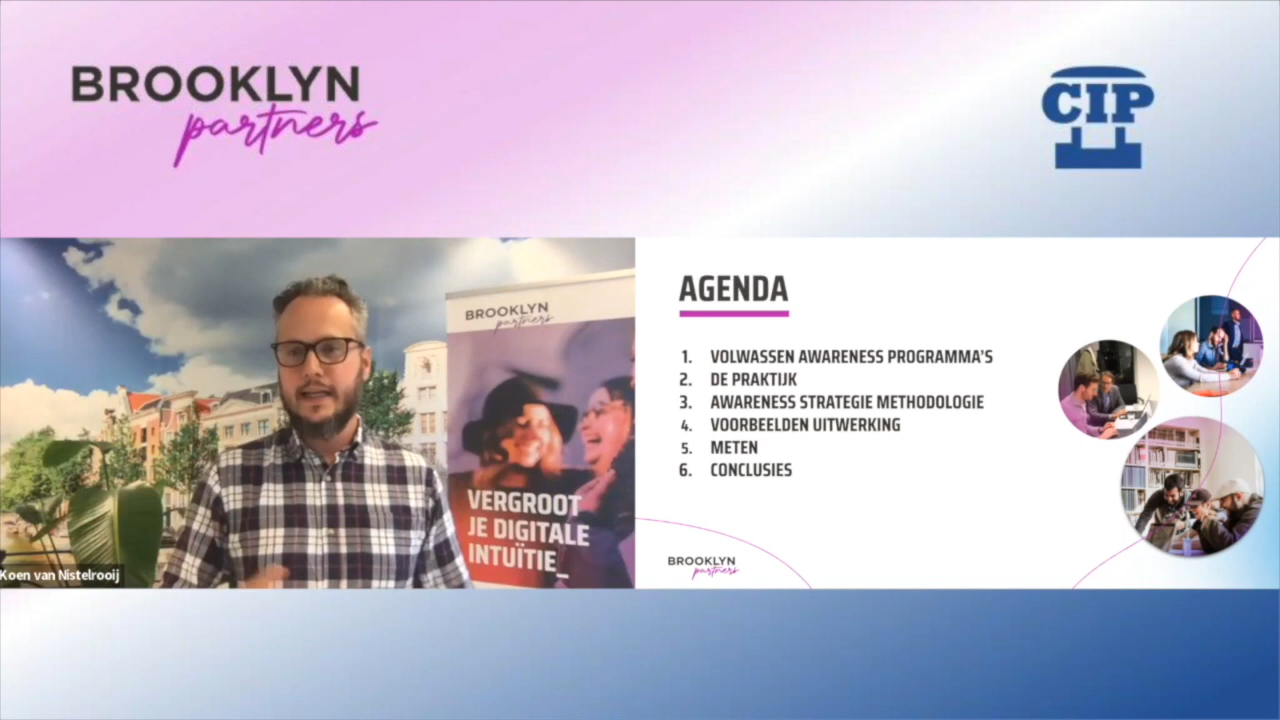 BROOKLYN
partners
CIP
BROOKLYN
partners
VERGROOT
JE DIGITALE
INTUÏTIE_
Koen van Nistelrooij
AGENDA
1. VOLWASSEN AWARENESS PROGRAMMA'S
2. DE PRAKTIJK
3. AWARENESS STRATEGIE METHODOLOGIE
4. VOORBEELDEN UITWERKING
5. METEN
6. CONCLUSIES
BROOKLYN
partners